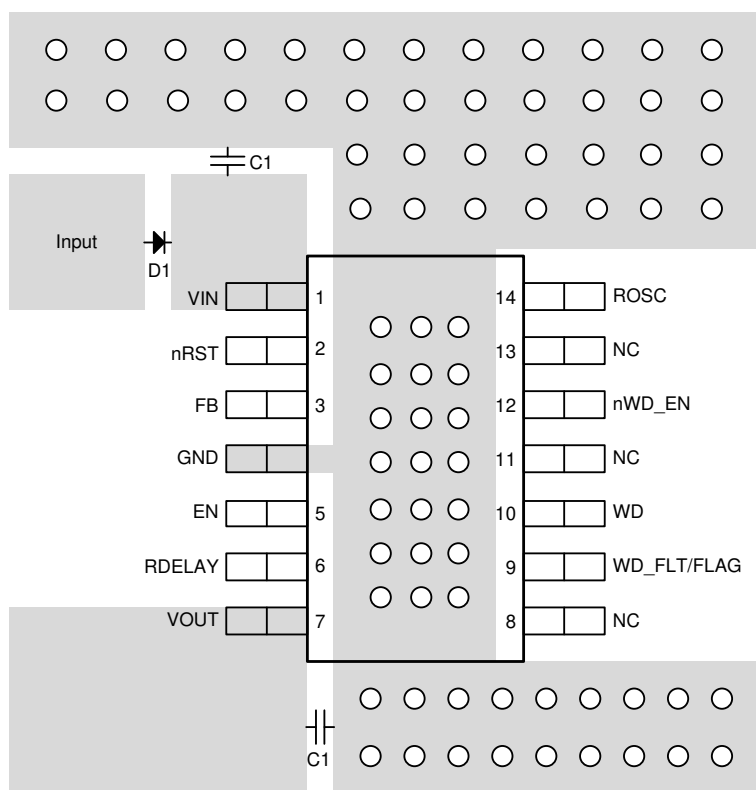 C1
Input
D1
VIN 1 14 ROSC
nRST 2 13 NC
FB 3 12 nWD_EN
GND 11 NC
EN 5 10 WD
RDELAY 6 9 WD_FLT/FLAG
VOUT 7 8 NC
C1